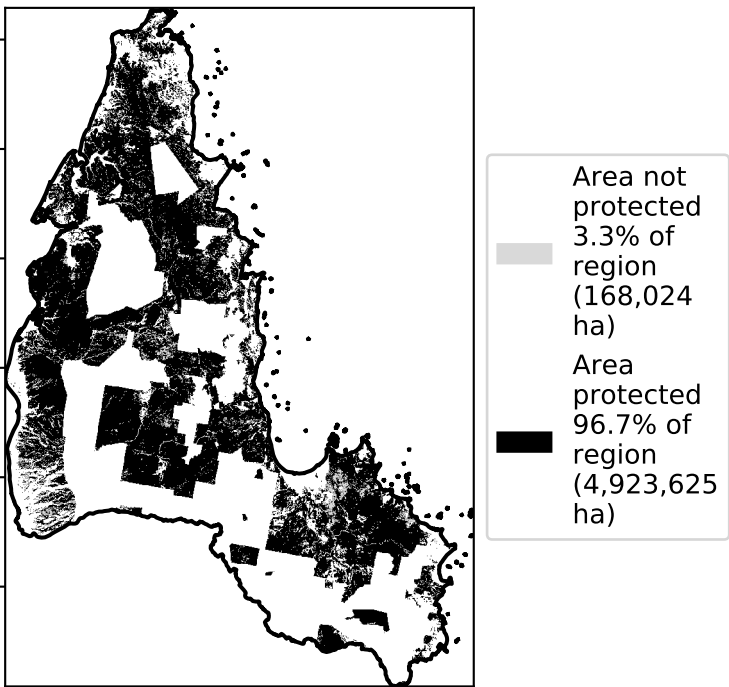 Area not
protected
3.3% of
region
(168,024
ha)
Area
protected
96.7% of
region
(4,923,625
ha)